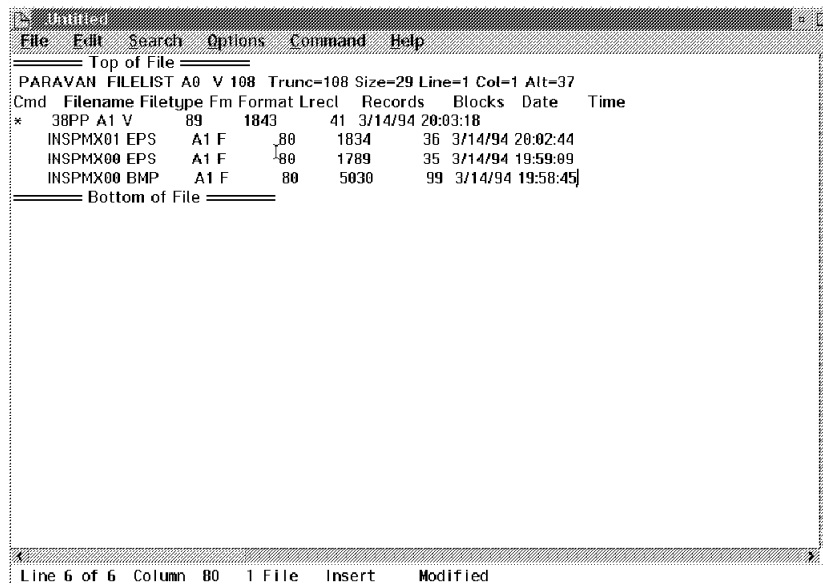 .Untitled
File Edit Search Options Command Help
Top of File
PARAVAN FILELIST A0 V 108 Trunc=108 Size=29 Line=1 Col=1 Alt=37
Cmd Filename Filetype Fm Format Lrecl Records Blocks Date Time
* 38PP A1 V 89 1843 41 3/14/94 20:03:18
INSPMX01 EPS A1 F 80 1834 36 3/14/94 20:02:44
INSPMX00 EPS A1 F 80 1789 35 3/14/94 19:59:09
INSPMX00 BMP A1 F 80 5030 99 3/14/94 19:58:45
Bottom of File
Line 6 of 6 Column 80 1 File Insert Modified